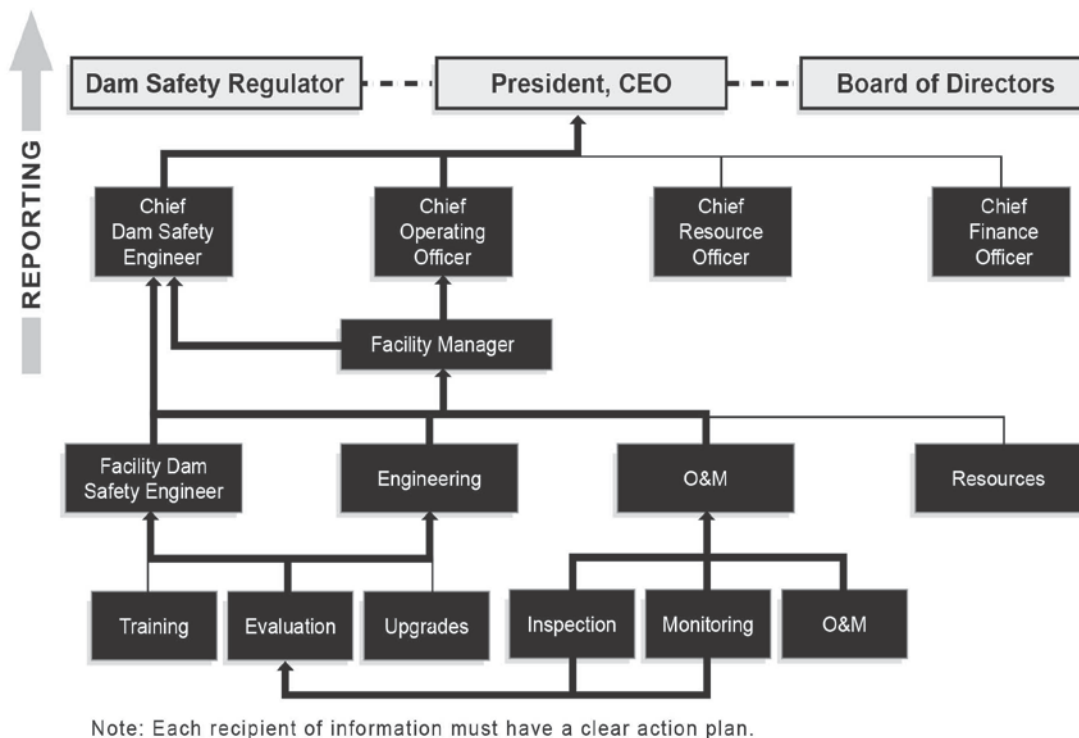 REPORTING
Dam Safety Regulator
President, CEO
Board of Directors
Chief
Dam Safety
Engineer
Chief
Operating
Officer
Chief
Resource
Officer
Chief
Finance
Officer
Facility Manager
Facility Dam
Safety Engineer
Engineering
O&M
Resources
Training
Evaluation
Upgrades
Inspection
Monitoring
O&M
Note: Each recipient of information must have a clear action plan.